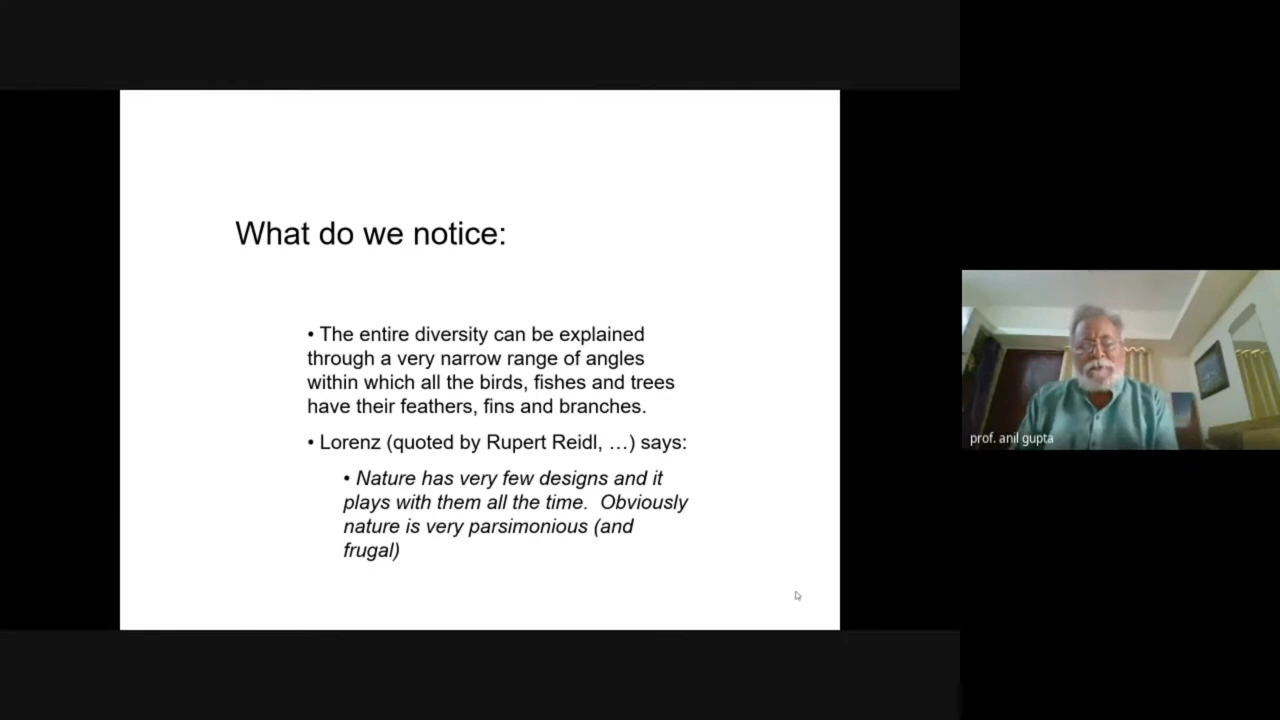 What do we notice:
• The entire diversity can be explained
through a very narrow range of angles
within which all the birds, fishes and trees
have their feathers, fins and branches.
• Lorenz (quoted by Rupert Reidl, …) says:
• Nature has very few designs and it
plays with them all the time.  Obviously
nature is very parsimonious (and
frugal)
prof. anil gupta